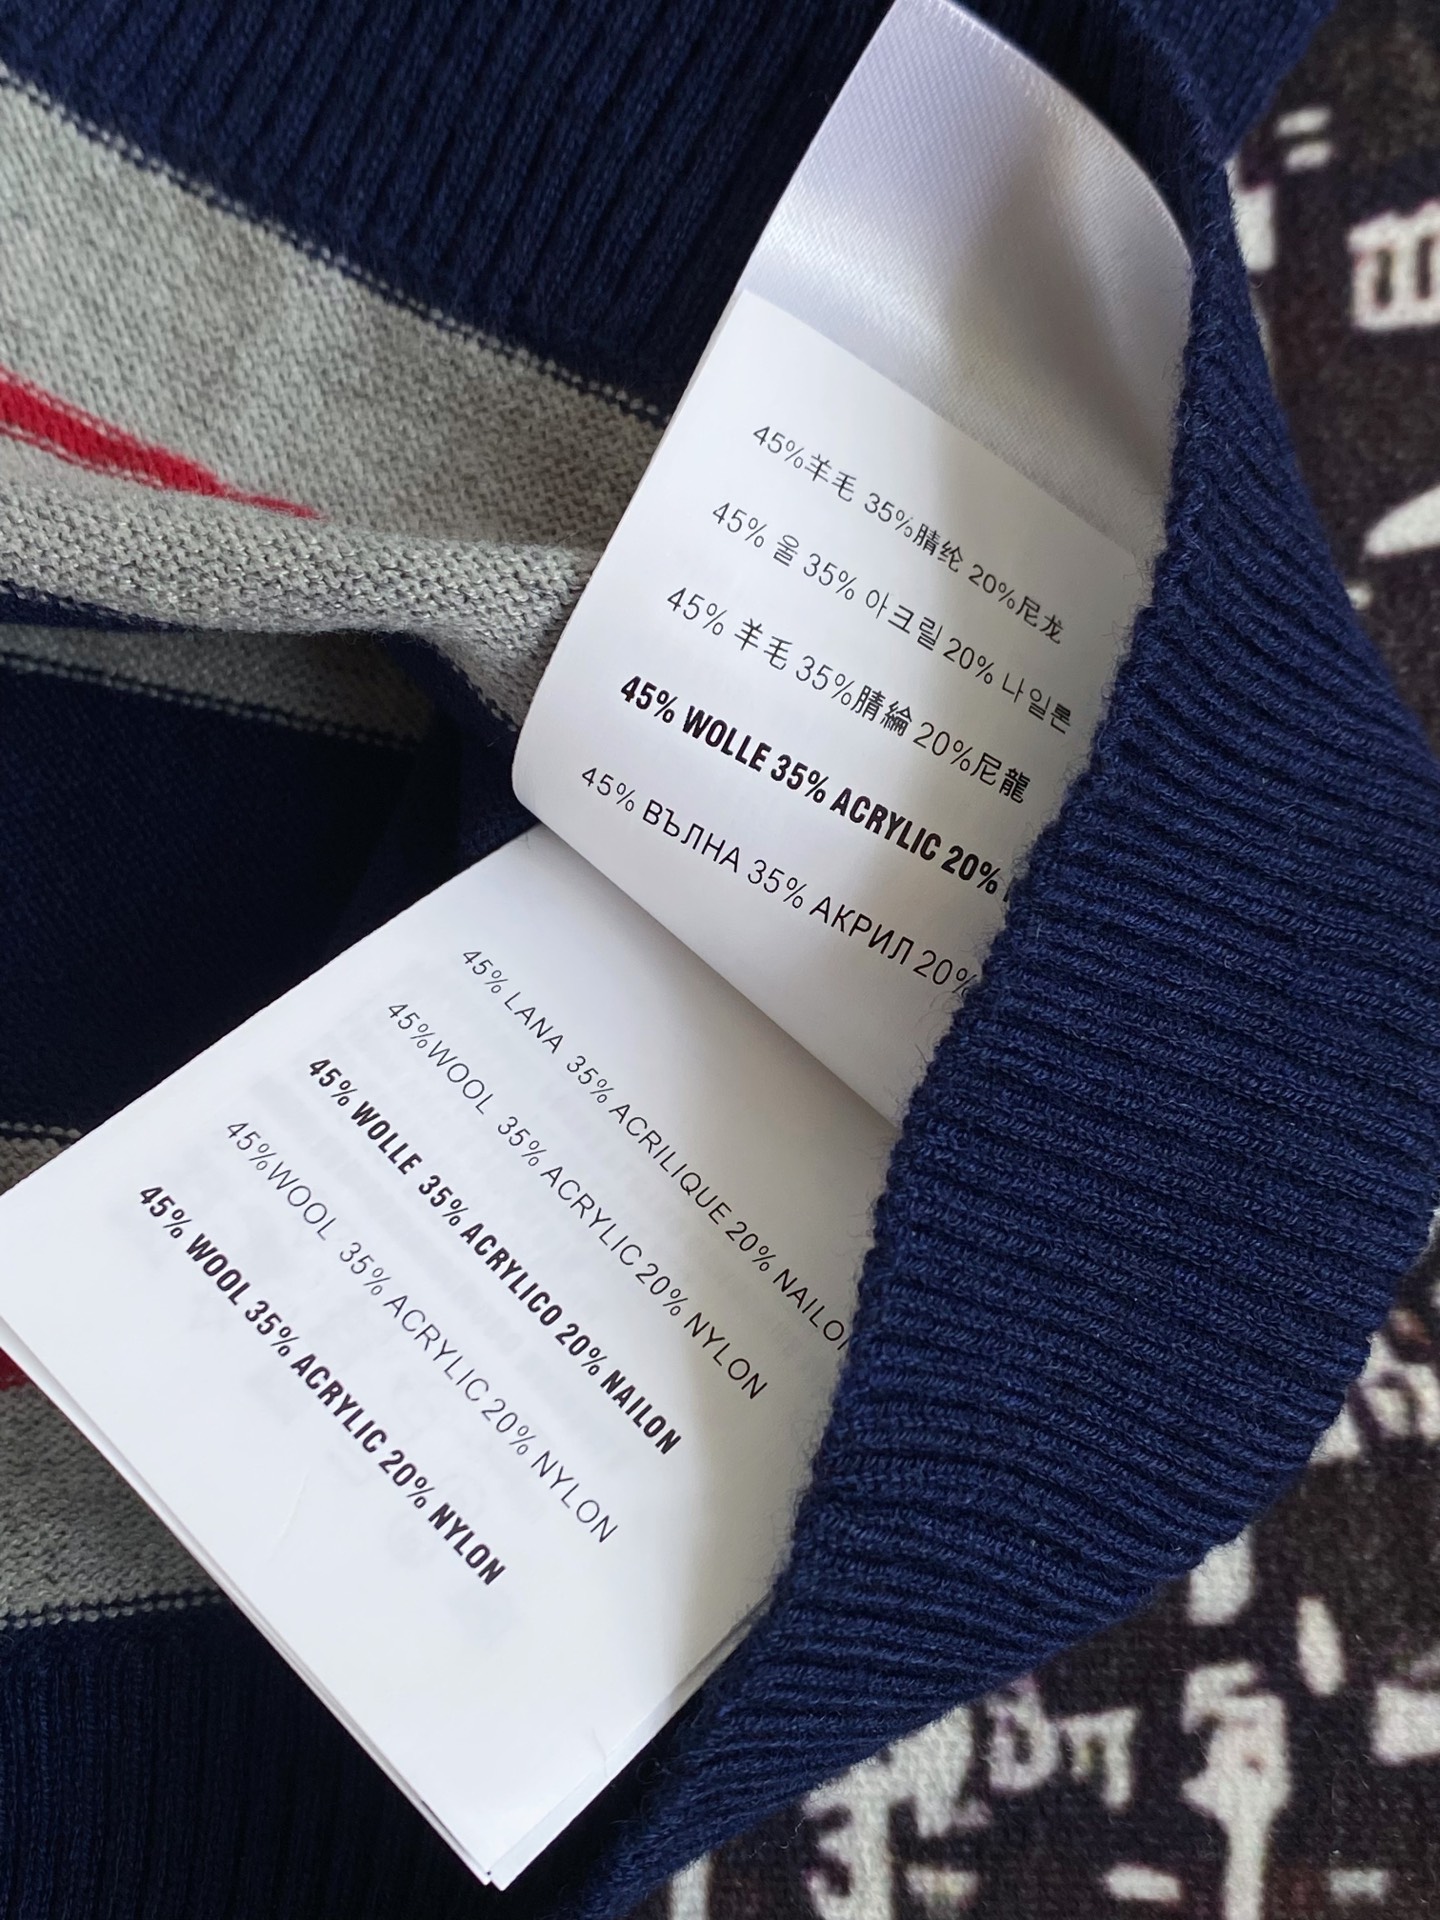 45%羊毛 35%腈纶 20%尼龙
45% 울 35% 아크릴 20% 나일론
45% 羊毛 35%腈綸 20%尼龍
45% WOLLE 35% ACRYLIC 20%
45% ВЪЛНА 35% АКРИЛ 20%
45% LANA 35% ACRILIQUE 20% NAILON
45%WOOL 35% ACRYLIC 20% NYLON
45% WOLLE 35% ACRYLICO 20% NAILON
45%WOOL 35% ACRYLIC 20% NYLON
45% WOOL 35% ACRYLIC 20% NYLON